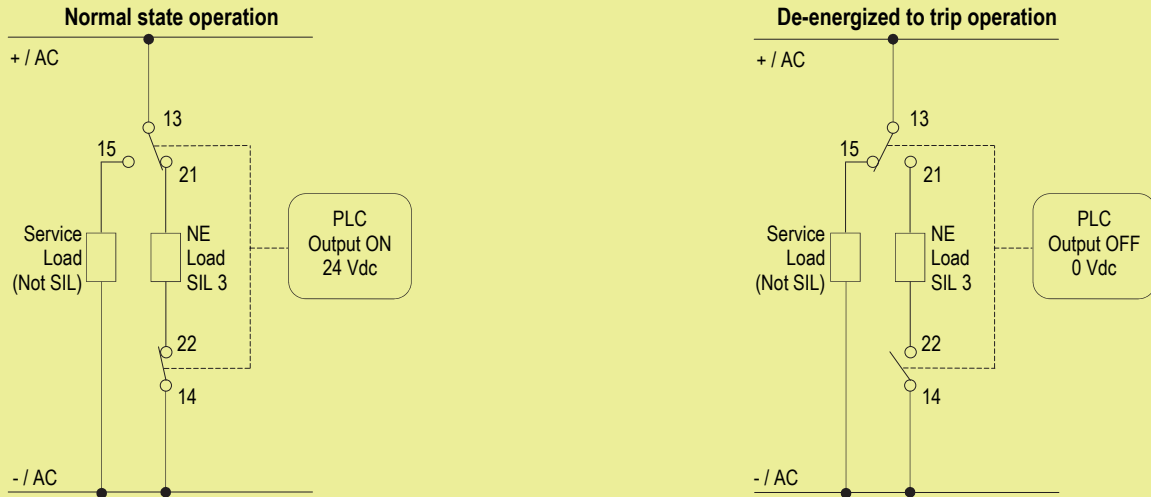 Normal state operation
+ / AC
13
15
21
Service
Load
(Not SIL)
NE
Load
SIL 3
PLC
Output ON
24 Vdc
22
14
- / AC
De-energized to trip operation
+ / AC
13
15
21
Service
Load
(Not SIL)
NE
Load
SIL 3
PLC
Output OFF
0 Vdc
22
14
- / AC